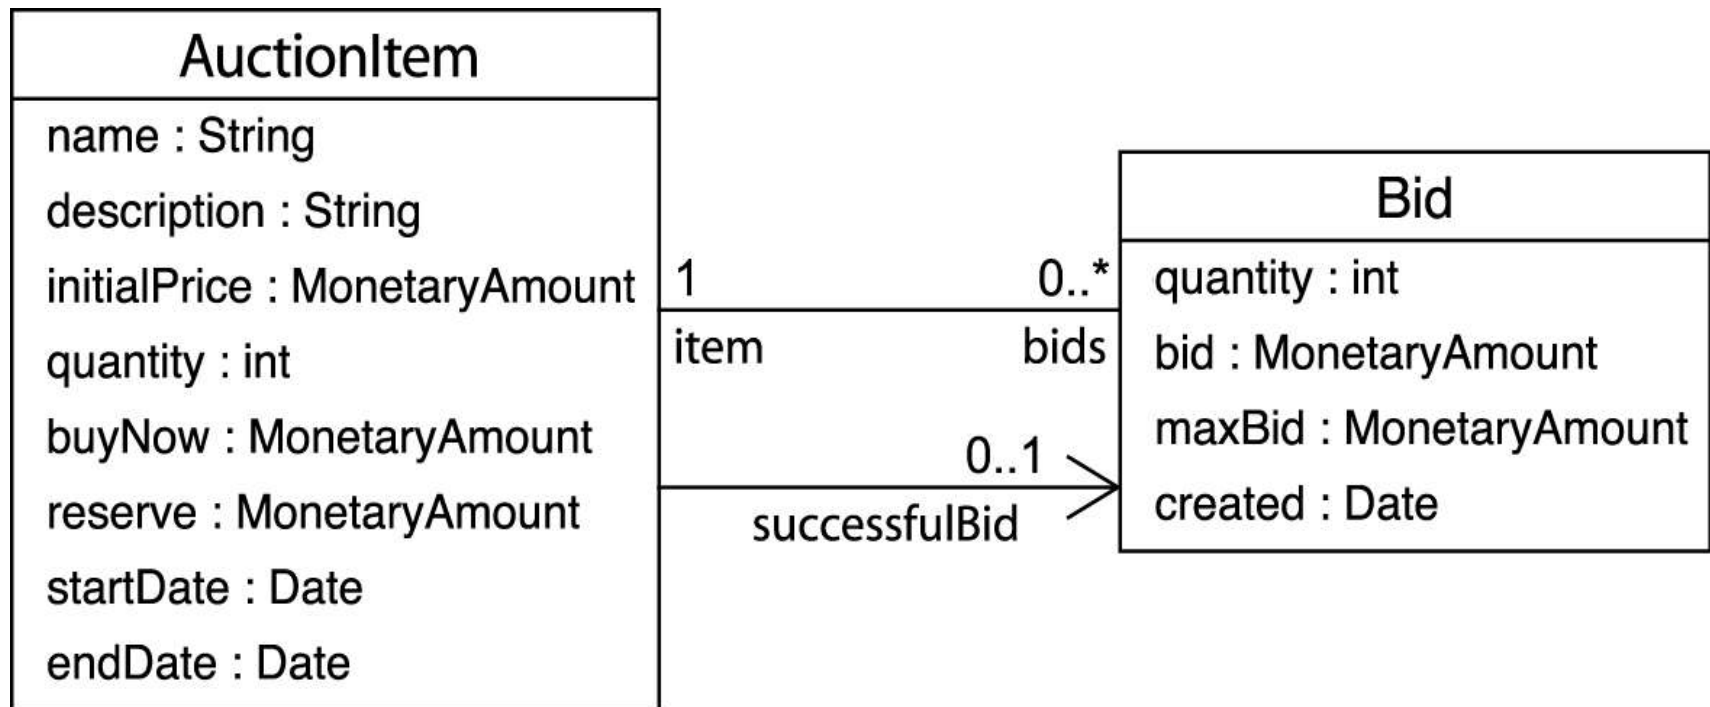 AuctionItem
name : String
description : String
initialPrice : MonetaryAmount
quantity : int
buyNow : MonetaryAmount
reserve : MonetaryAmount
startDate : Date
endDate : Date
1
0..*
item
bids
0..1
successfulBid
Bid
quantity : int
bid : MonetaryAmount
maxBid : MonetaryAmount
created : Date